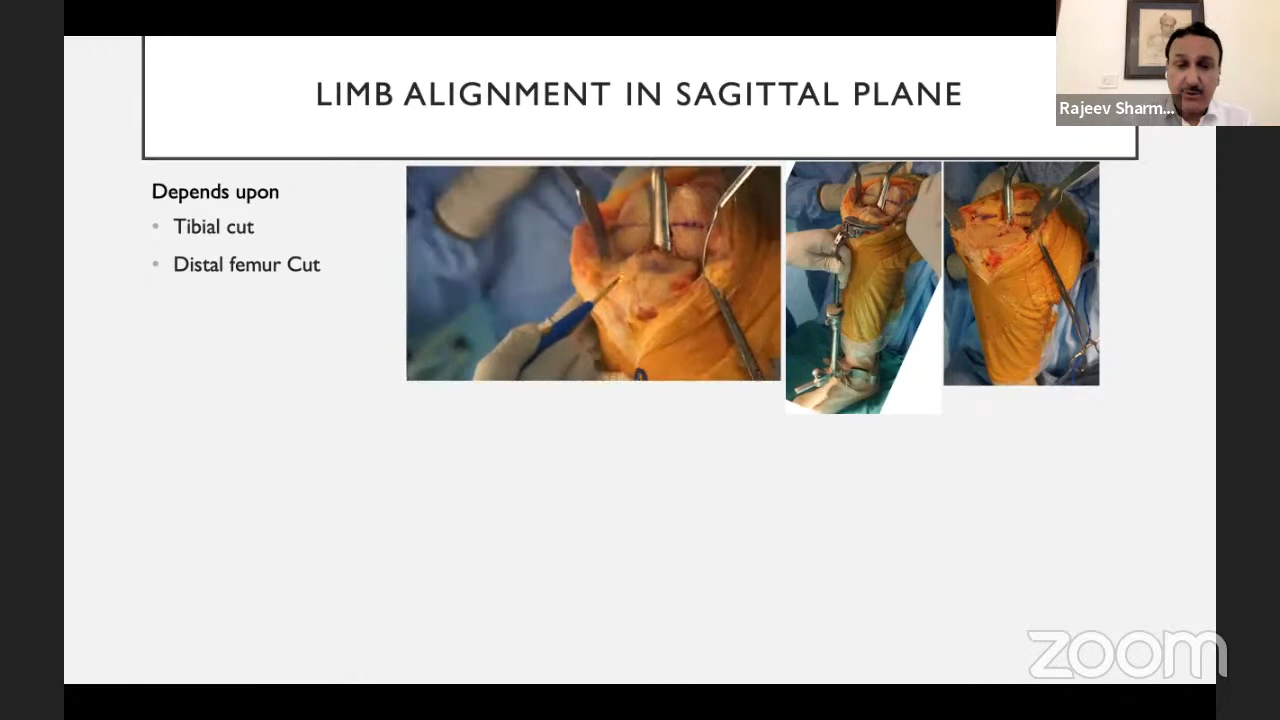 LIMB ALIGNMENT IN SAGITTAL PLANE
Rajeev Sharm...
Depends upon
• Tibial cut
• Distal femur Cut
zoom